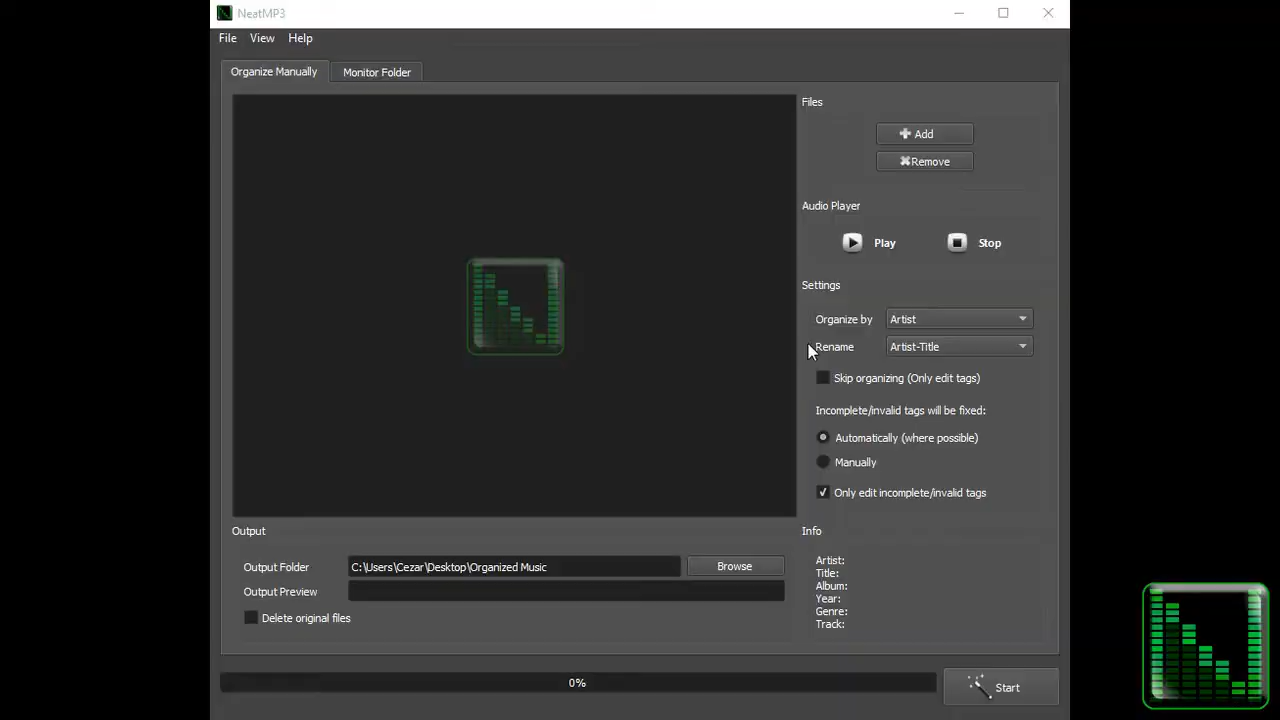 NeatMP3
File View Help
Organize Manually Monitor Folder
Files
Add
Remove
Audio Player
Play Stop
Settings
Organize by Artist
Rename Artist-Title
Skip organizing (Only edit tags)
Incomplete/invalid tags will be fixed:
Automatically (where possible)
Manually
Only edit incomplete/invalid tags
Output
Output Folder C:\Users\Cezar\Desktop\Organized Music Browse
Output Preview
Delete original files
Info
Artist:
Title:
Album:
Year:
Genre:
Track:
0%
Start